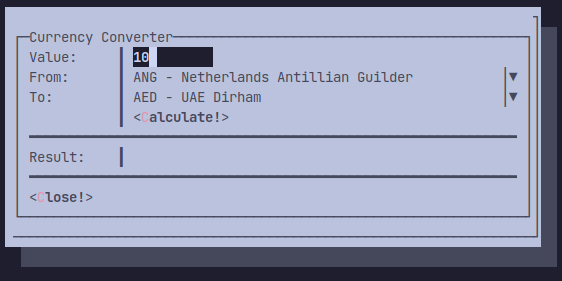 Currency Converter
Value: 10
From: ANG - Netherlands Antillian Guilder ▼
To: AED - UAE Dirham ▼
<Calculate!>
Result:
<Close!>